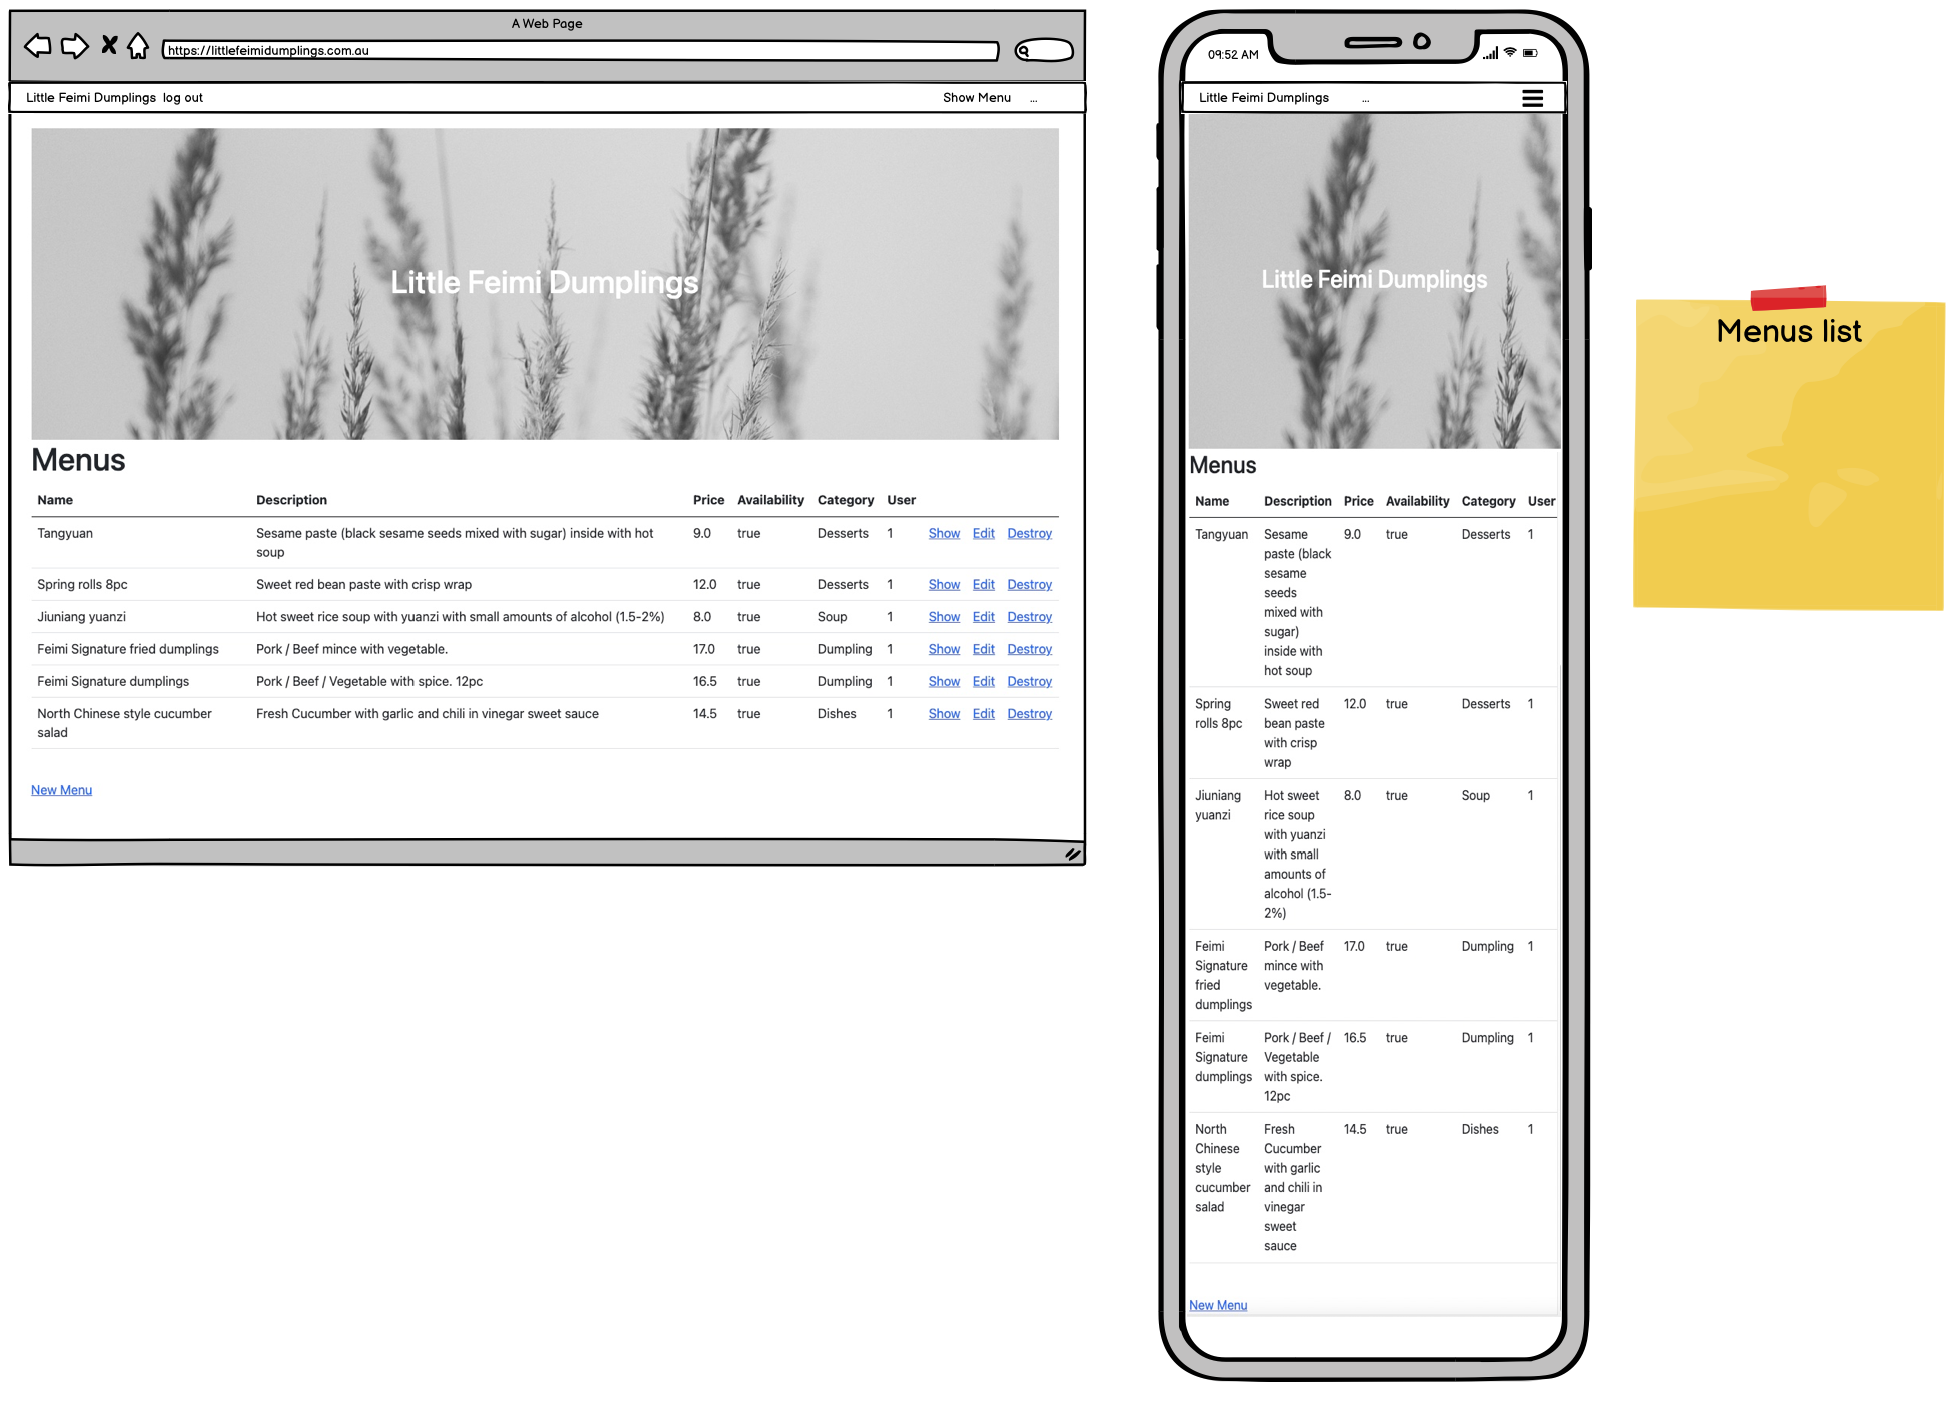 A Web Page
https://littlefeimidumplings.com.au
Little Feimi Dumplings log out Show Menu ...
Little Feimi Dumplings
Menus
Name Description Price Availability Category User
Tangyuan Sesame paste (black sesame seeds mixed with sugar) inside with hot 9.0 true Desserts 1 Show Edit Destroy
soup
Spring rolls 8pc Sweet red bean paste with crisp wrap 12.0 true Desserts 1 Show Edit Destroy
Jiuniang yuanzi Hot sweet rice soup with yuanzi with small amounts of alcohol (1.5-2%) 8.0 true Soup 1 Show Edit Destroy
Feimi Signature fried dumplings Pork / Beef mince with vegetable. 17.0 true Dumpling 1 Show Edit Destroy
Feimi Signature dumplings Pork / Beef / Vegetable with spice. 12pc 16.5 true Dumpling 1 Show Edit Destroy
North Chinese style cucumber Fresh Cucumber with garlic and chili in vinegar sweet sauce 14.5 true Dishes 1 Show Edit Destroy
salad
New Menu
09:52 AM
Little Feimi Dumplings ...
Little Feimi Dumplings
Menus
Name Description Price Availability Category User
Tangyuan Sesame 9.0 true Desserts 1
paste (black
sesame
seeds
mixed with
sugar)
inside with
hot soup
Spring Sweet red 12.0 true Desserts 1
rolls 8pc bean paste
with crisp
wrap
Jiuniang Hot sweet 8.0 true Soup 1
yuanzi rice soup
with yuanzi
with small
amounts of
alcohol (1.5-
2%)
Feimi Pork / Beef 17.0 true Dumpling 1
Signature mince with
fried vegetable.
dumplings
Feimi Pork / Beef / 16.5 true Dumpling 1
Signature Vegetable
dumplings with spice.
12pc
North Fresh 14.5 true Dishes 1
Chinese Cucumber
style with garlic
cucumber and chili in
salad vinegar
sweet
sauce
New Menu
Menus list